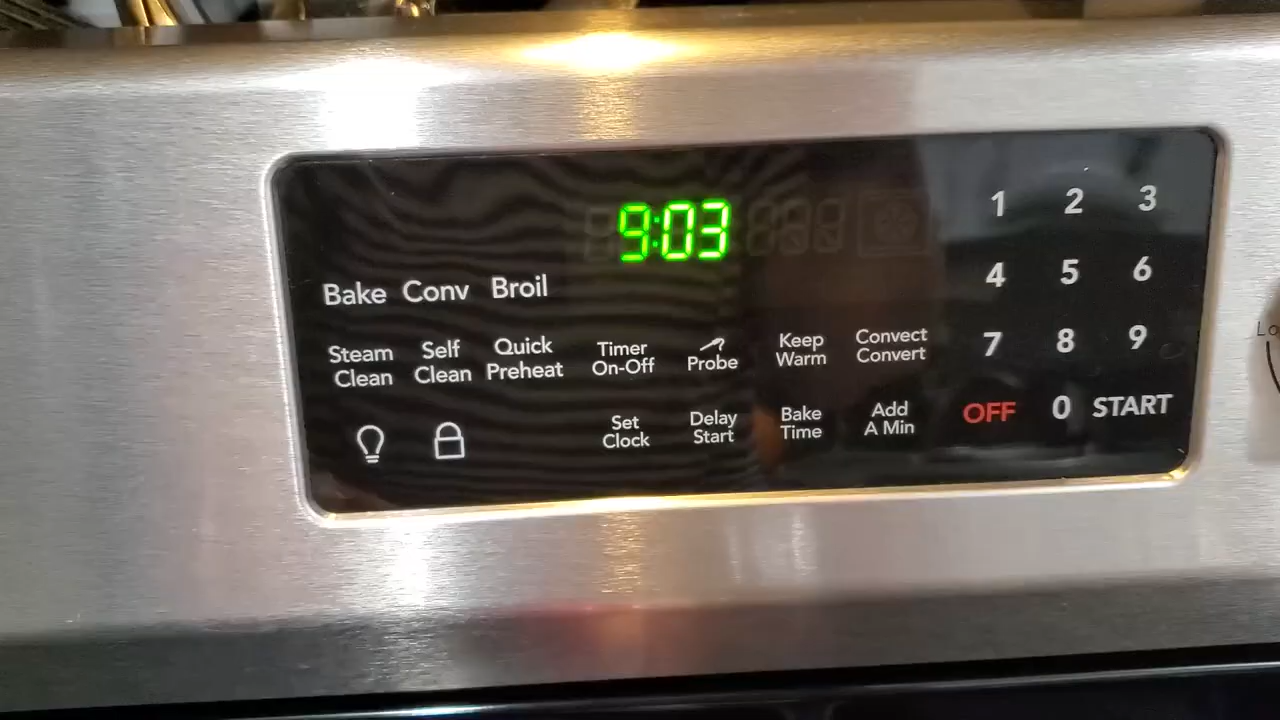 9:03
1 2 3
Bake Conv Broil
4 5 6
Steam Clean
Self Clean
Quick Preheat
Timer On-Off
Probe
Keep Warm
Convect Convert
7 8 9
Set Clock
Delay Start
Bake Time
Add A Min
OFF 0 START